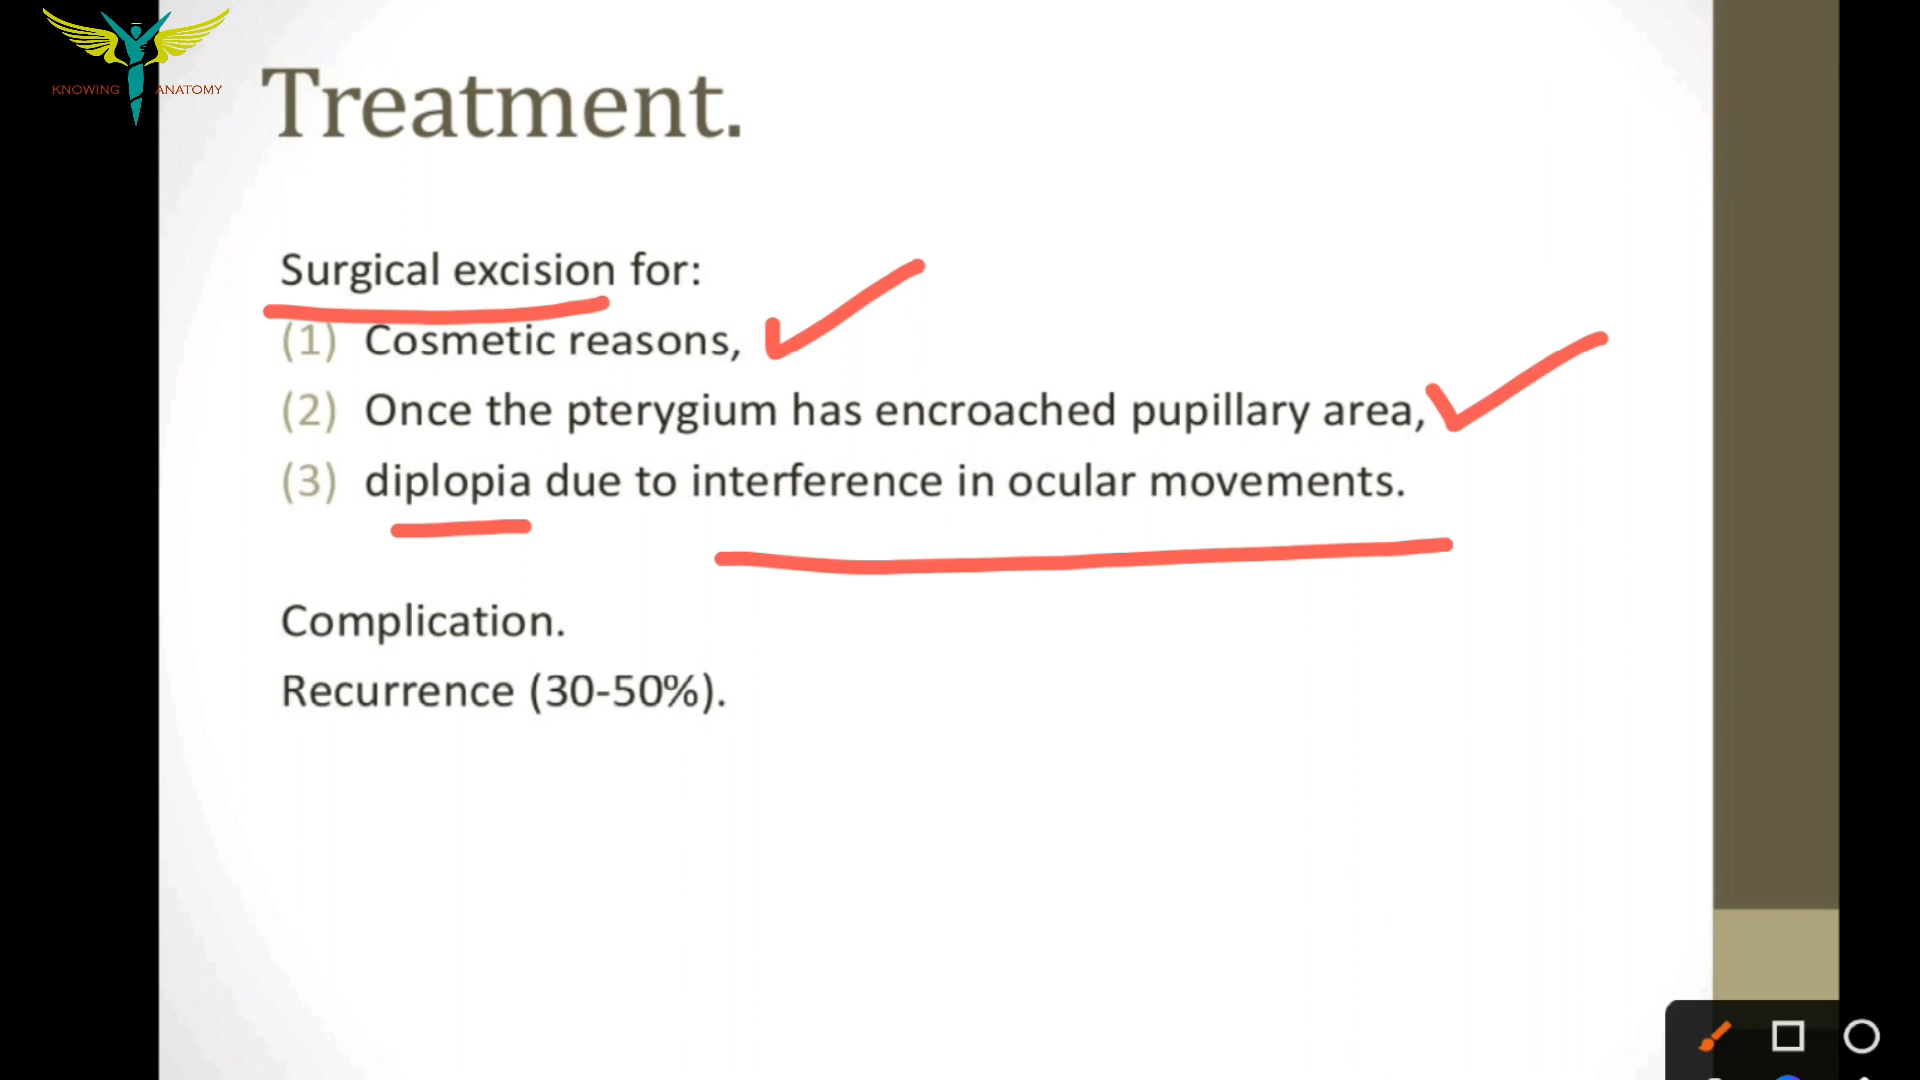 KNOWING ANATOMY
Treatment.
Surgical excision for:
(1) Cosmetic reasons,
(2) Once the pterygium has encroached pupillary area,
(3) diplopia due to interference in ocular movements.
Complication.
Recurrence (30-50%).